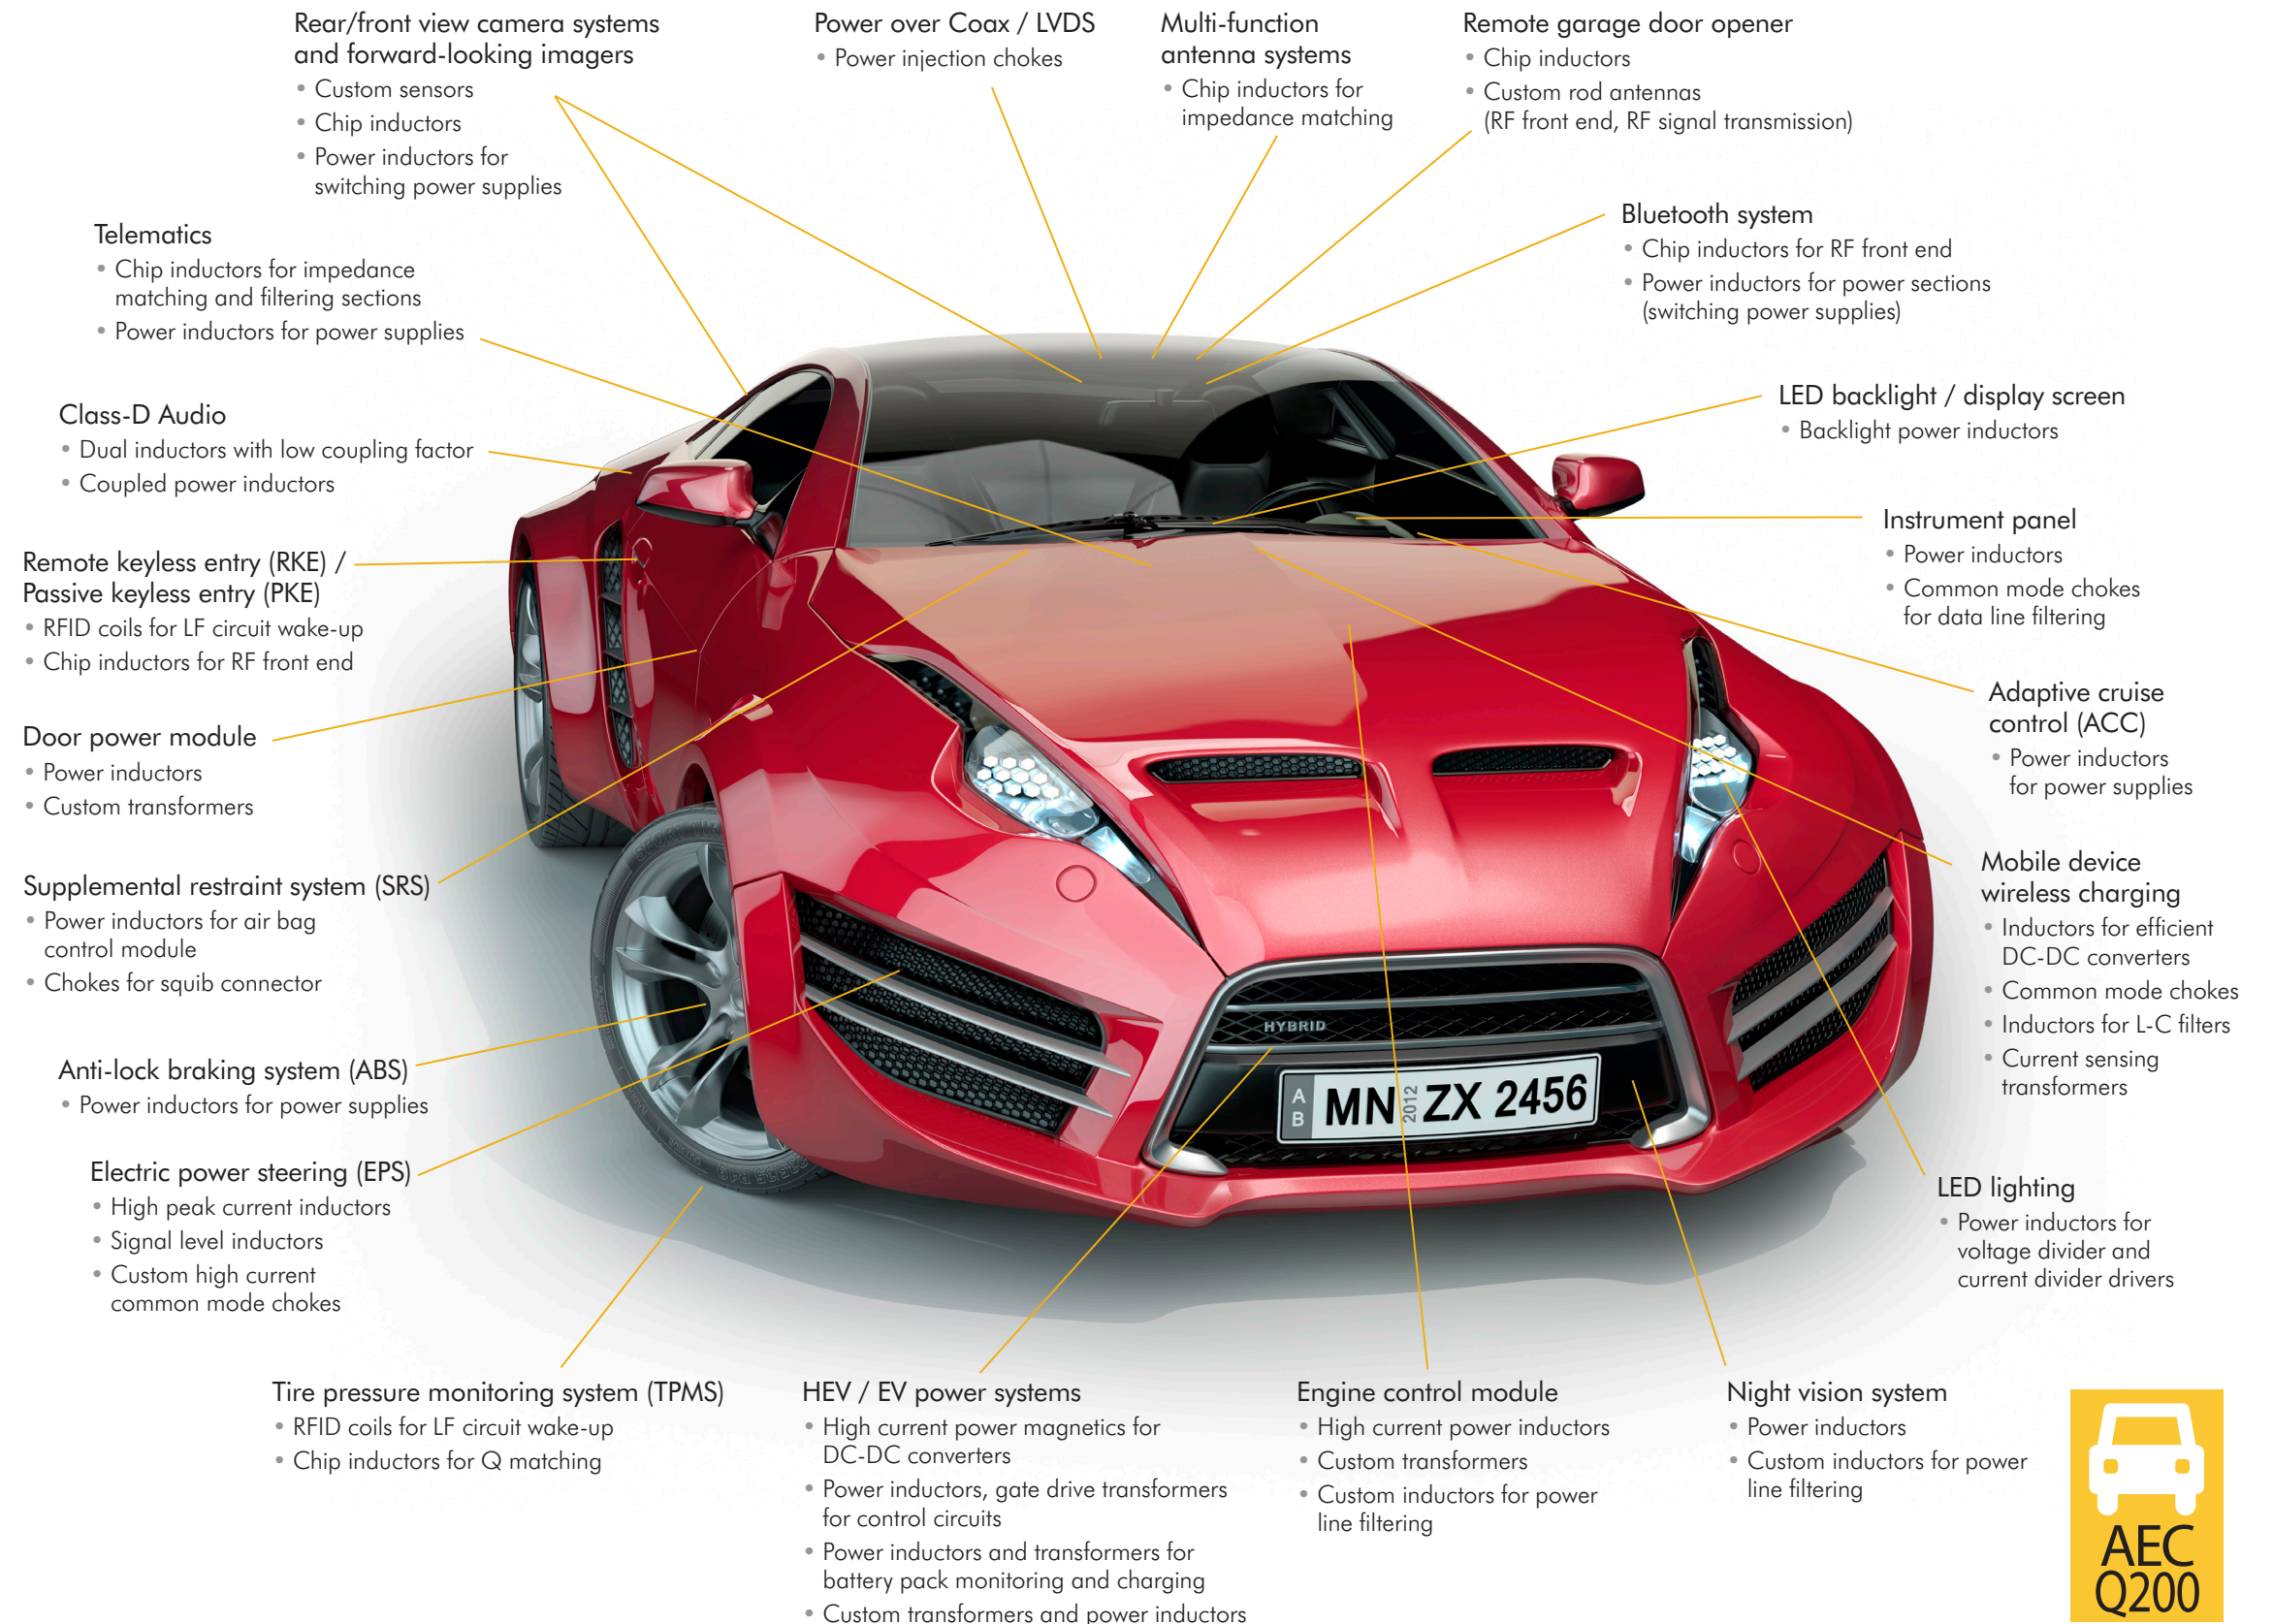 Rear/front view camera systems
and forward-looking imagers
• Custom sensors
• Chip inductors
• Power inductors for
switching power supplies
Power over Coax / LVDS
• Power injection chokes
Multi-function
antenna systems
• Chip inductors for
impedance matching
Remote garage door opener
• Chip inductors
• Custom rod antennas
(RF front end, RF signal transmission)
Bluetooth system
• Chip inductors for RF front end
• Power inductors for power sections
(switching power supplies)
Telematics
• Chip inductors for impedance
matching and filtering sections
• Power inductors for power supplies
LED backlight / display screen
• Backlight power inductors
Class-D Audio
• Dual inductors with low coupling factor
• Coupled power inductors
Instrument panel
• Power inductors
• Common mode chokes
for data line filtering
Remote keyless entry (RKE) /
Passive keyless entry (PKE)
• RFID coils for LF circuit wake-up
• Chip inductors for RF front end
Adaptive cruise
control (ACC)
• Power inductors
for power supplies
Door power module
• Power inductors
• Custom transformers
Mobile device
wireless charging
• Inductors for efficient
DC-DC converters
• Common mode chokes
• Inductors for L-C filters
• Current sensing
transformers
Supplemental restraint system (SRS)
• Power inductors for air bag
control module
• Chokes for squib connector
HYBRID
A
B
MN 2012 ZX 2456
Anti-lock braking system (ABS)
• Power inductors for power supplies
Electric power steering (EPS)
• High peak current inductors
• Signal level inductors
• Custom high current
common mode chokes
LED lighting
• Power inductors for
voltage divider and
current divider drivers
Tire pressure monitoring system (TPMS)
• RFID coils for LF circuit wake-up
• Chip inductors for Q matching
HEV / EV power systems
• High current power magnetics for
DC-DC converters
• Power inductors, gate drive transformers
for control circuits
• Power inductors and transformers for
battery pack monitoring and charging
• Custom transformers and power inductors
Engine control module
• High current power inductors
• Custom transformers
• Custom inductors for power
line filtering
Night vision system
• Power inductors
• Custom inductors for power
line filtering
AEC
Q200